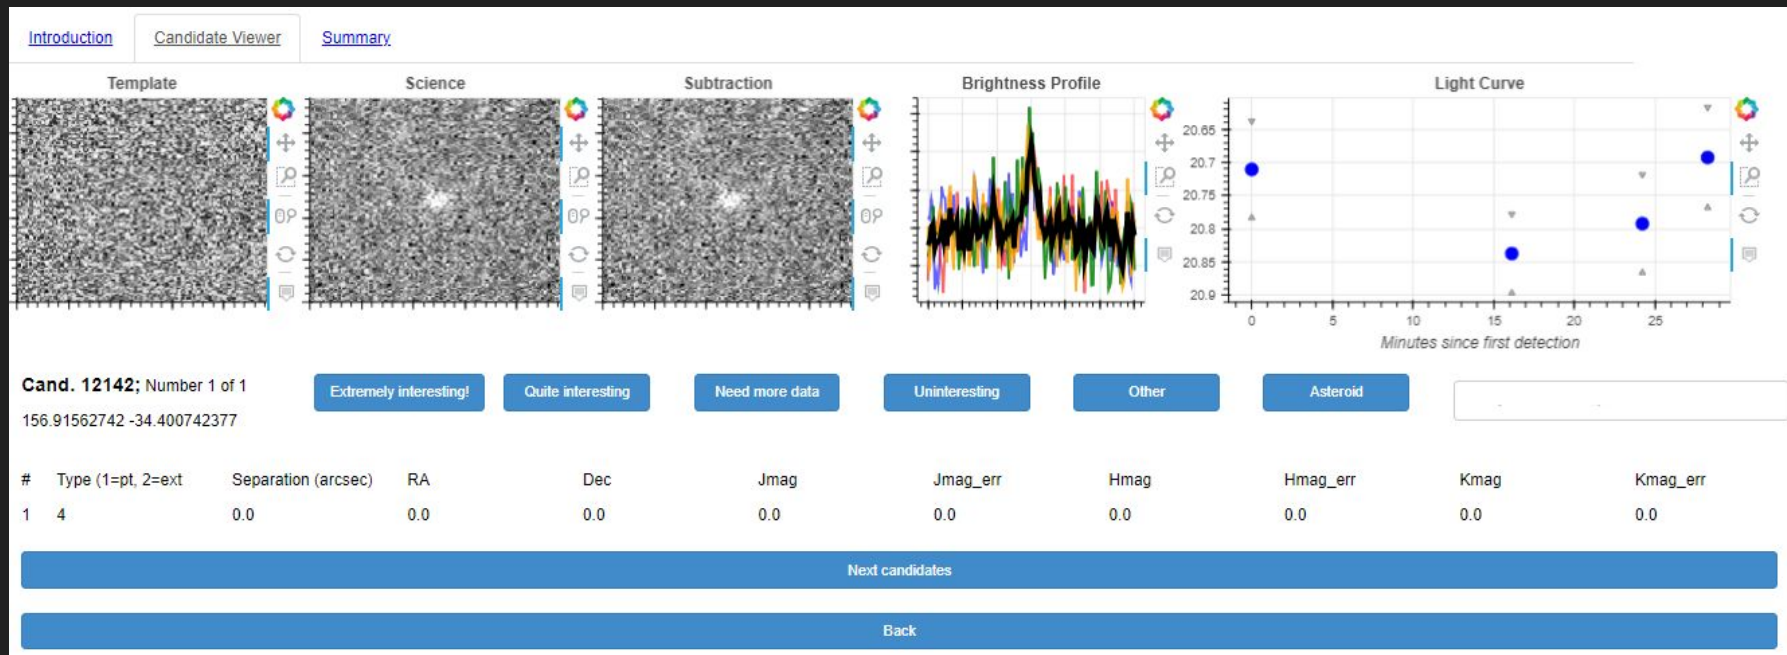 Introduction Candidate Viewer Summary
Template Science Subtraction Brightness Profile Light Curve
20.65
20.7
20.75
20.8
20.85
20.9
0 5 10 15 20 25
Minutes since first detection
Cand. 12142; Number 1 of 1
156.91562742 -34.400742377
Extremely interesting! Quite interesting Need more data Uninteresting Other Asteroid
# Type (1=pt, 2=ext Separation (arcsec) RA Dec Jmag Jmag_err Hmag Hmag_err Kmag Kmag_err
1 4 0.0 0.0 0.0 0.0 0.0 0.0 0.0 0.0 0.0
Next candidates
Back